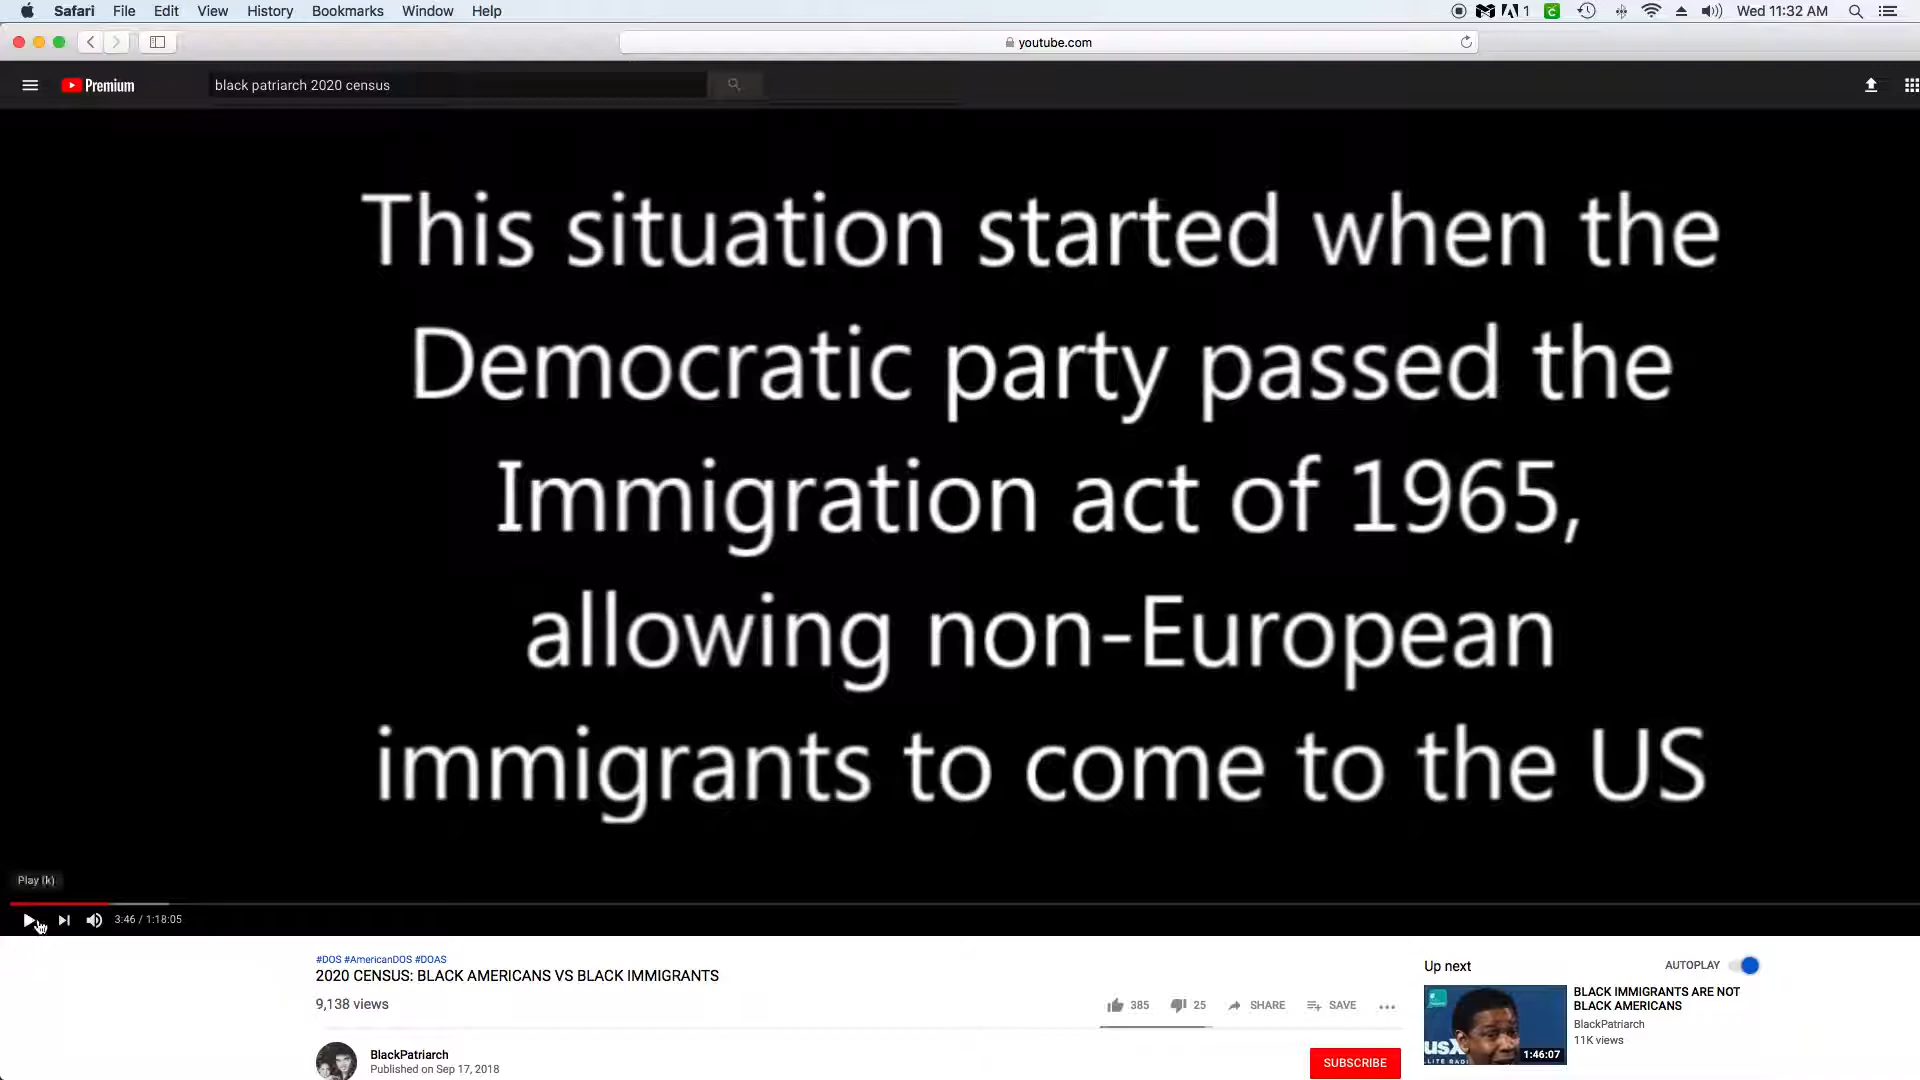 Safari File Edit View History Bookmarks Window Help
1
Wed 11:32 AM
youtube.com
Premium
black patriarch 2020 census
This situation started when the
Democratic party passed the
Immigration act of 1965,
allowing non-European
immigrants to come to the US
Play (k)
3:46 / 1:18:05
#DOS #AmericanDOS #DOAS
2020 CENSUS: BLACK AMERICANS VS BLACK IMMIGRANTS
9,138 views
385 25 SHARE SAVE
BlackPatriarch
Published on Sep 17, 2018
SUBSCRIBE
Up next
AUTOPLAY
BLACK IMMIGRANTS ARE NOT
BLACK AMERICANS
BlackPatriarch
11K views
1:46:07